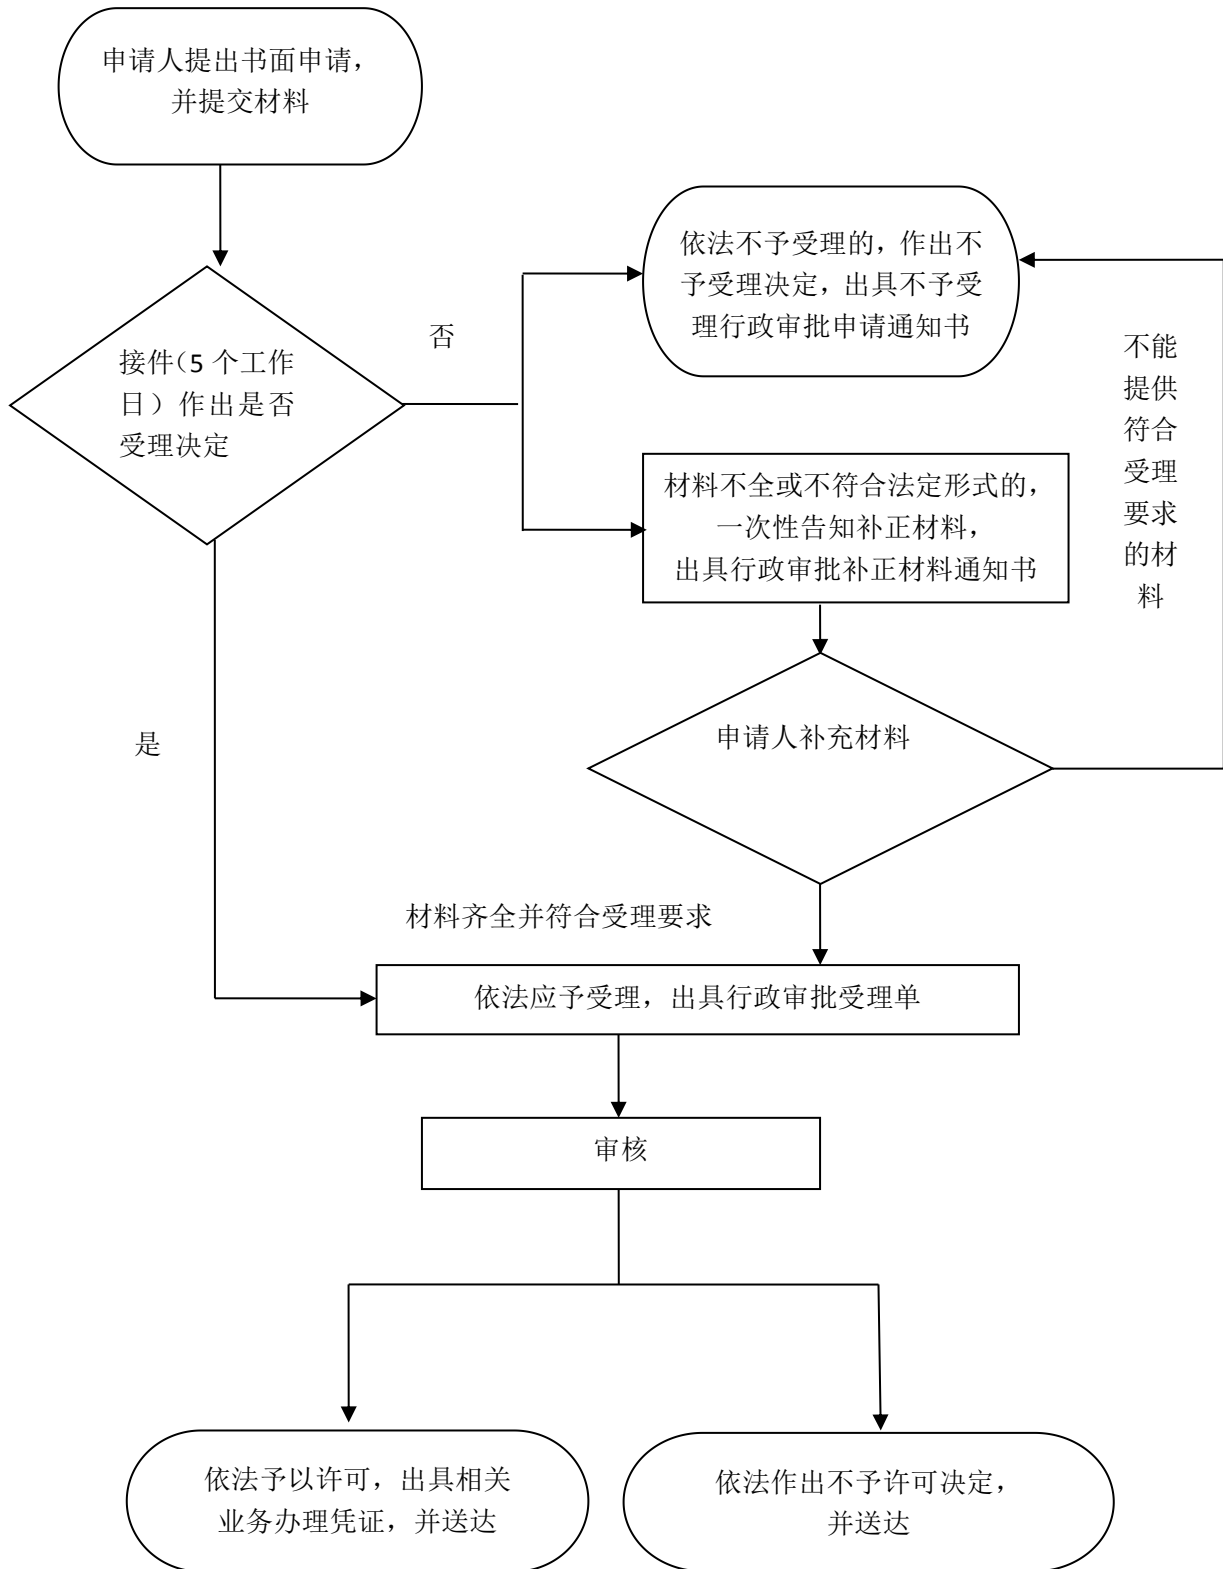 申请人提出书面申请，
并提交材料
依法不予受理的，作出不
予受理决定，出具不予受
理行政审批申请通知书
否
接件（5 个工作
日）作出是否
受理决定
不能
提供
符合
受理
要求
的材
料
材料不全或不符合法定形式的，
一次性告知补正材料，
出具行政审批补正材料通知书
是
申请人补充材料
材料齐全并符合受理要求
依法应予受理，出具行政审批受理单
审核
依法予以许可，出具相关
业务办理凭证，并送达
依法作出不予许可决定，
并送达